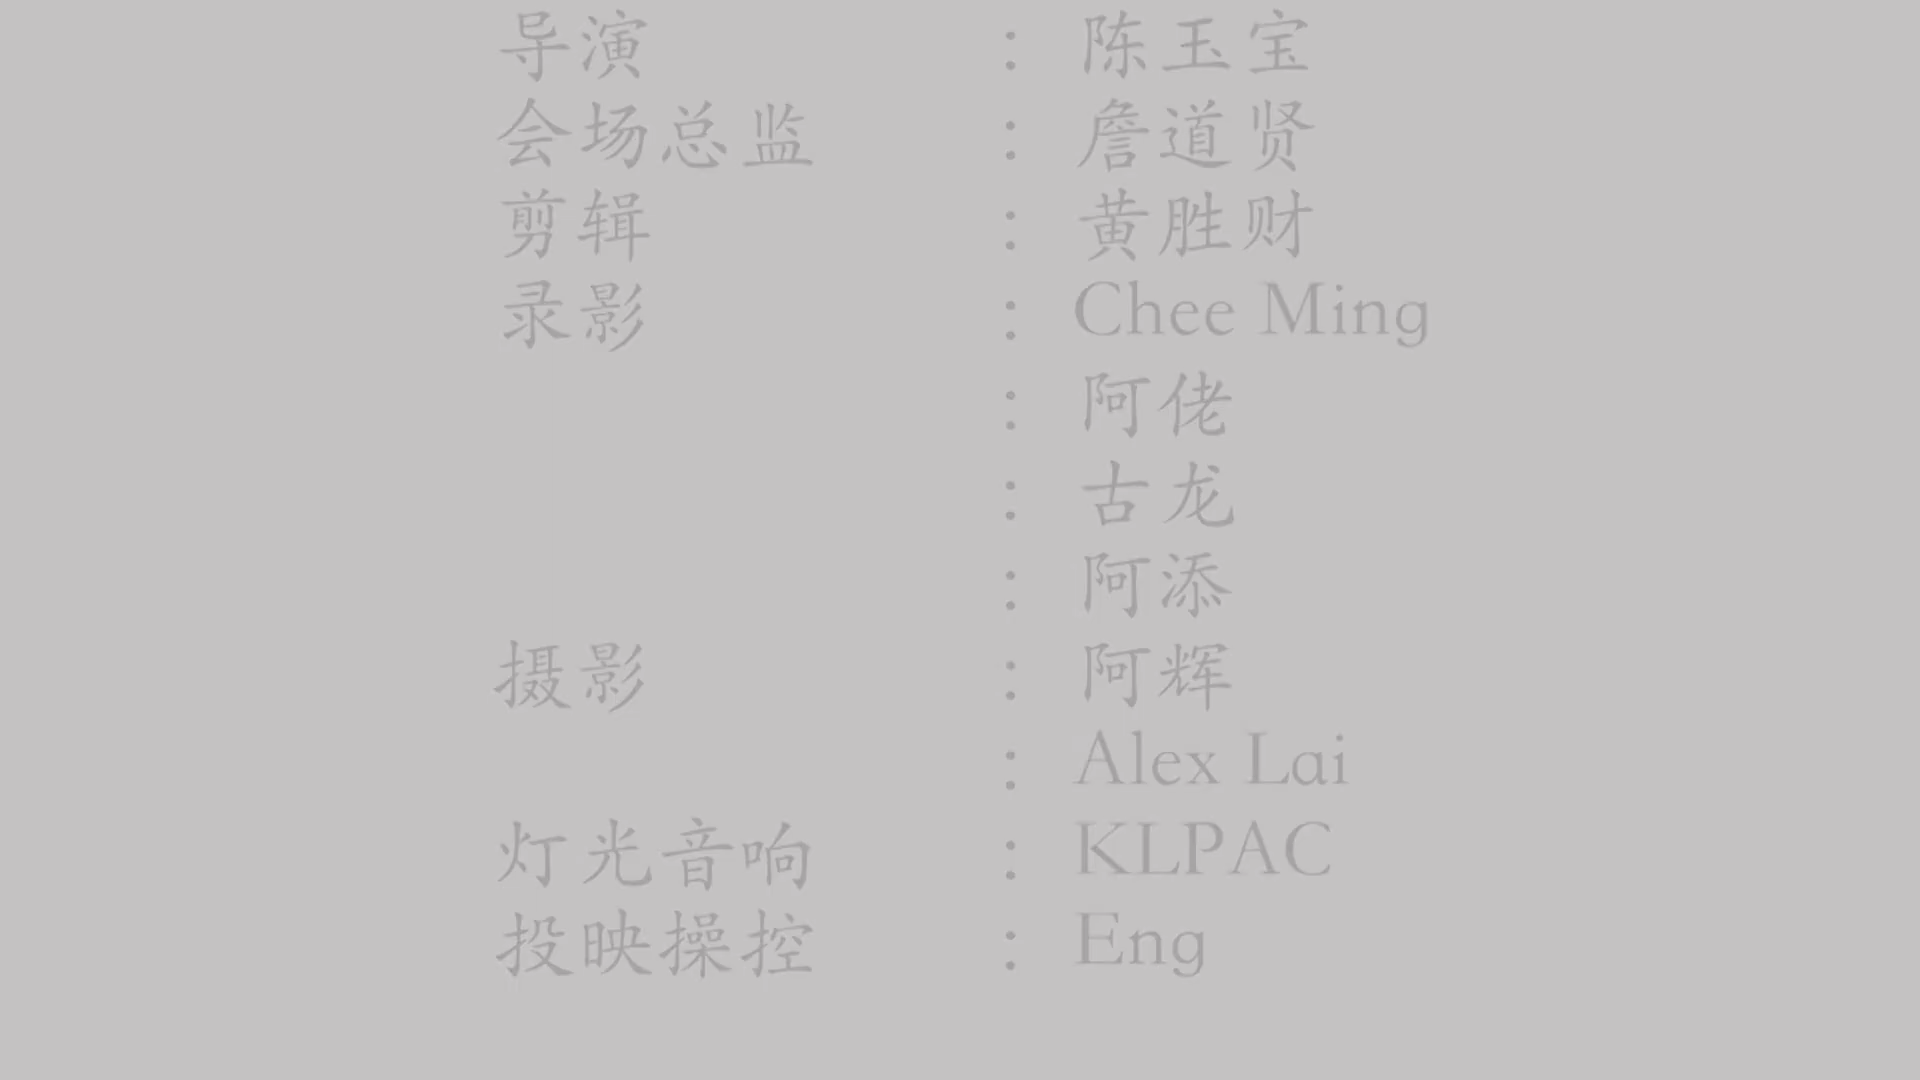 导演 : 陈玉宝
会场总监 : 詹道贤
剪辑 : 黄胜财
录影 : Chee Ming
: 阿佬
: 古龙
: 阿添
摄影 : 阿辉
: Alex Lai
灯光音响 : KLPAC
投映操控 : Eng